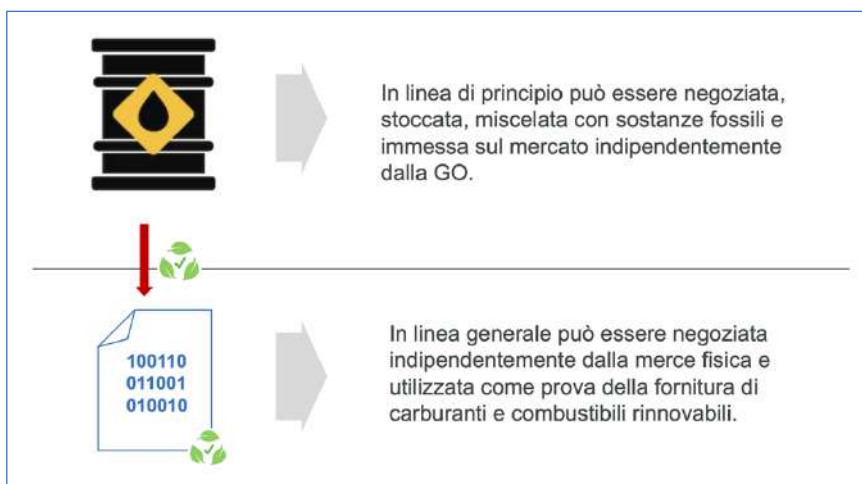 In linea di principio può essere negoziata,
stoccata, miscelata con sostanze fossili e
immessa sul mercato indipendentemente
dalla GO.
100110
011001
010010
In linea generale può essere negoziata
indipendentemente dalla merce fisica e
utilizzata come prova della fornitura di
carburanti e combustibili rinnovabili.